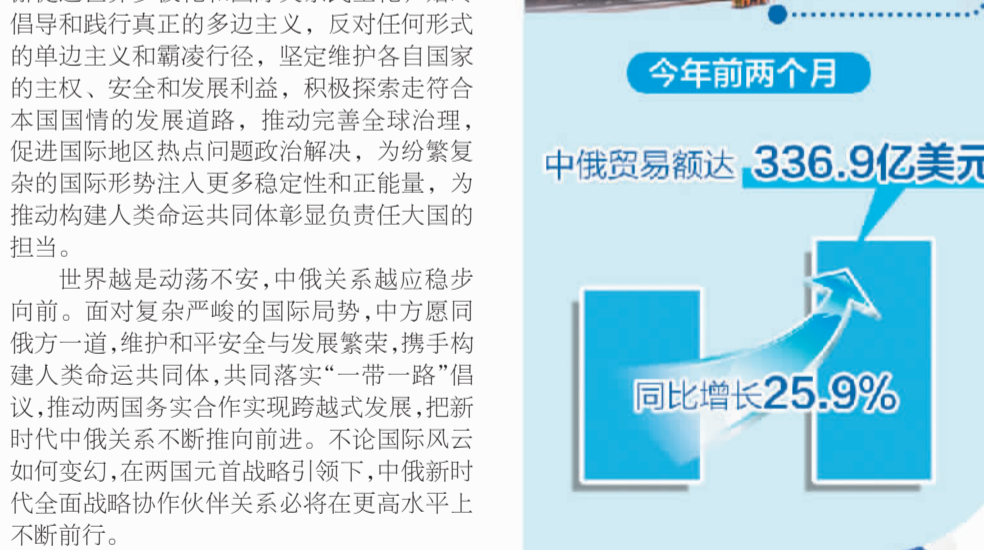 倡导和践行真正的多边主义，反对任何形式
的单边主义和霸凌行径，坚定维护各自国家
的主权、安全和发展利益，积极探索走符合
本国国情的发展道路，推动完善全球治理，
促进国际地区热点问题政治解决，为纷繁复
杂的国际形势注入更多稳定性和正能量，为
推动构建人类命运共同体彰显负责任大国的
担当。
世界越是动荡不安，中俄关系越应稳步
向前。面对复杂严峻的国际局势，中方愿同
俄方一道，维护和平安全与发展繁荣，携手构
建人类命运共同体，共同落实“一带一路”倡
议，推动两国务实合作实现跨越式发展，把新
时代中俄关系不断推向前进。不论国际风云
如何变幻，在两国元首战略引领下，中俄新时
代全面战略协作伙伴关系必将在更高水平上
不断前行。
今年前两个月
中俄贸易额达 336.9亿美元
同比增长25.9%